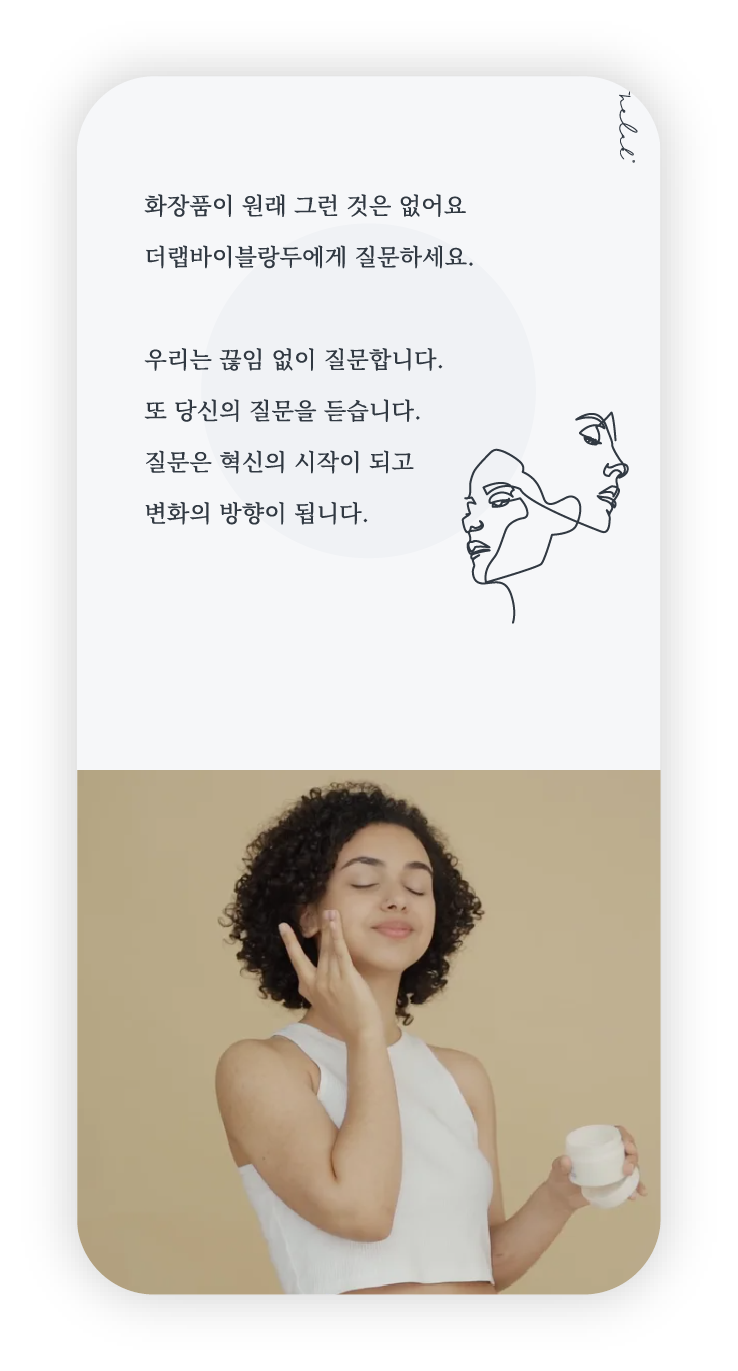 화장품이 원래 그런 것은 없어요
더랩바이블랑두에게 질문하세요.
우리는 끊임 없이 질문합니다.
또 당신의 질문을 듣습니다.
질문은 혁신의 시작이 되고
변화의 방향이 됩니다.